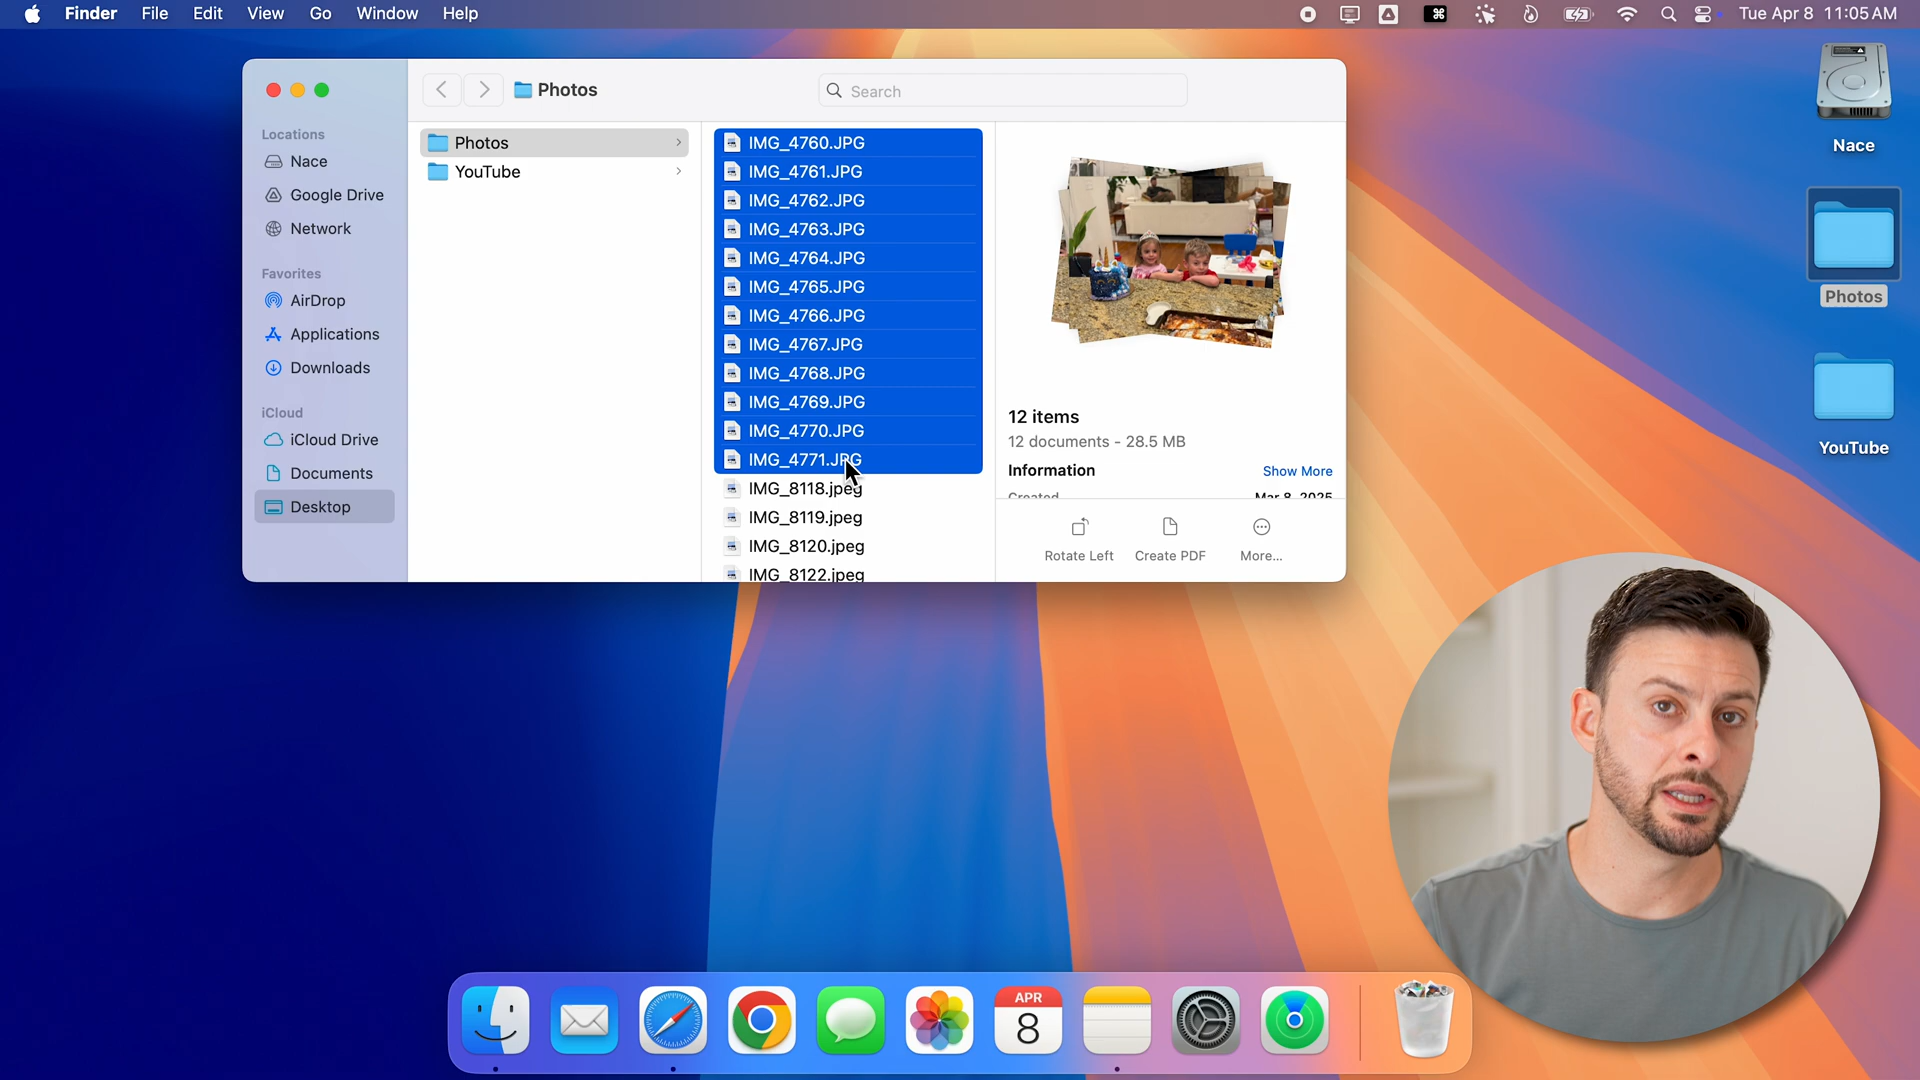 Finder File Edit View Go Window Help
Tue Apr 8 11:05 AM
Photos
Search
Locations
Nace
Google Drive
Network
Favorites
AirDrop
Applications
Downloads
iCloud
iCloud Drive
Documents
Desktop
Photos
YouTube
IMG_4760.JPG
IMG_4761.JPG
IMG_4762.JPG
IMG_4763.JPG
IMG_4764.JPG
IMG_4765.JPG
IMG_4766.JPG
IMG_4767.JPG
IMG_4768.JPG
IMG_4769.JPG
IMG_4770.JPG
IMG_4771.JPG
IMG_8118.jpeg
IMG_8119.jpeg
IMG_8120.jpeg
IMG_8122.jpeg
12 items
12 documents - 28.5 MB
Information Show More
Created Mar 8, 2025
Rotate Left Create PDF More...
Nace
Photos
YouTube
APR
8